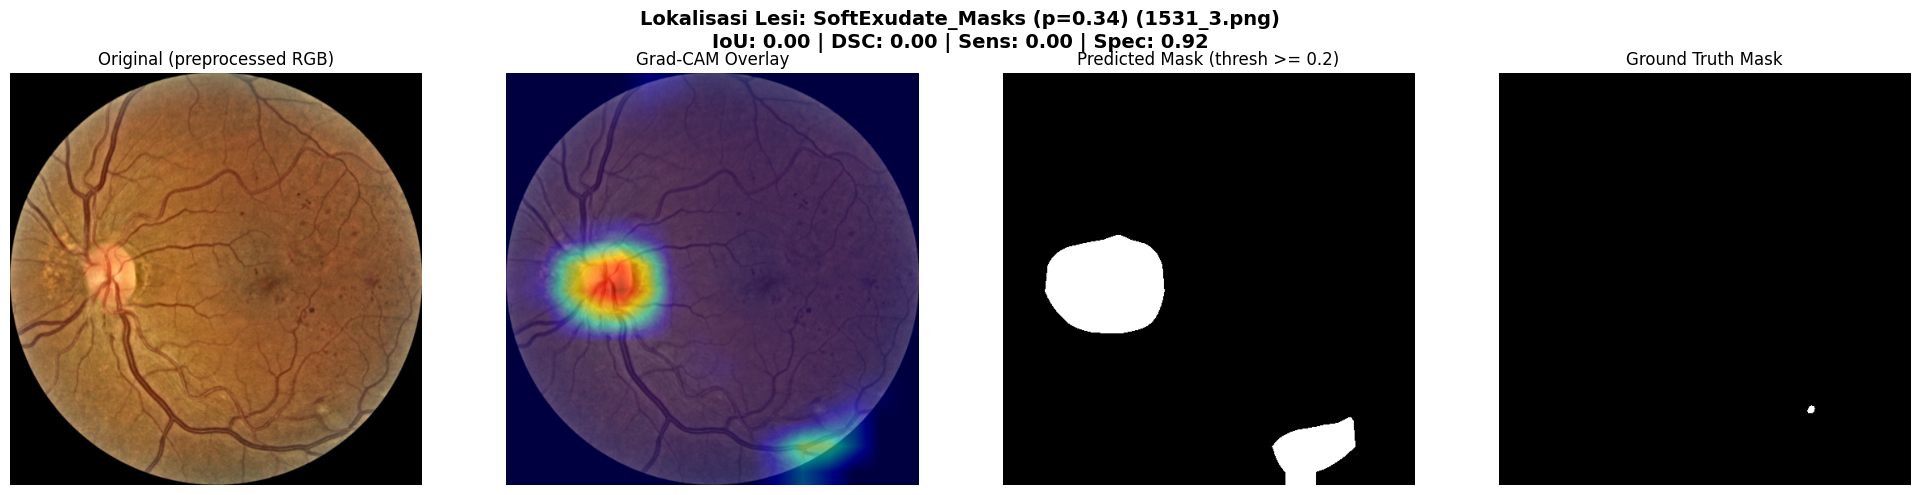 Lokalisasi Lesi: SoftExudate_Masks (p=0.34) (1531_3.png)
IoU: 0.00 | DSC: 0.00 | Sens: 0.00 | Spec: 0.92
Original (preprocessed RGB)
Grad-CAM Overlay
Predicted Mask (thresh >= 0.2)
Ground Truth Mask